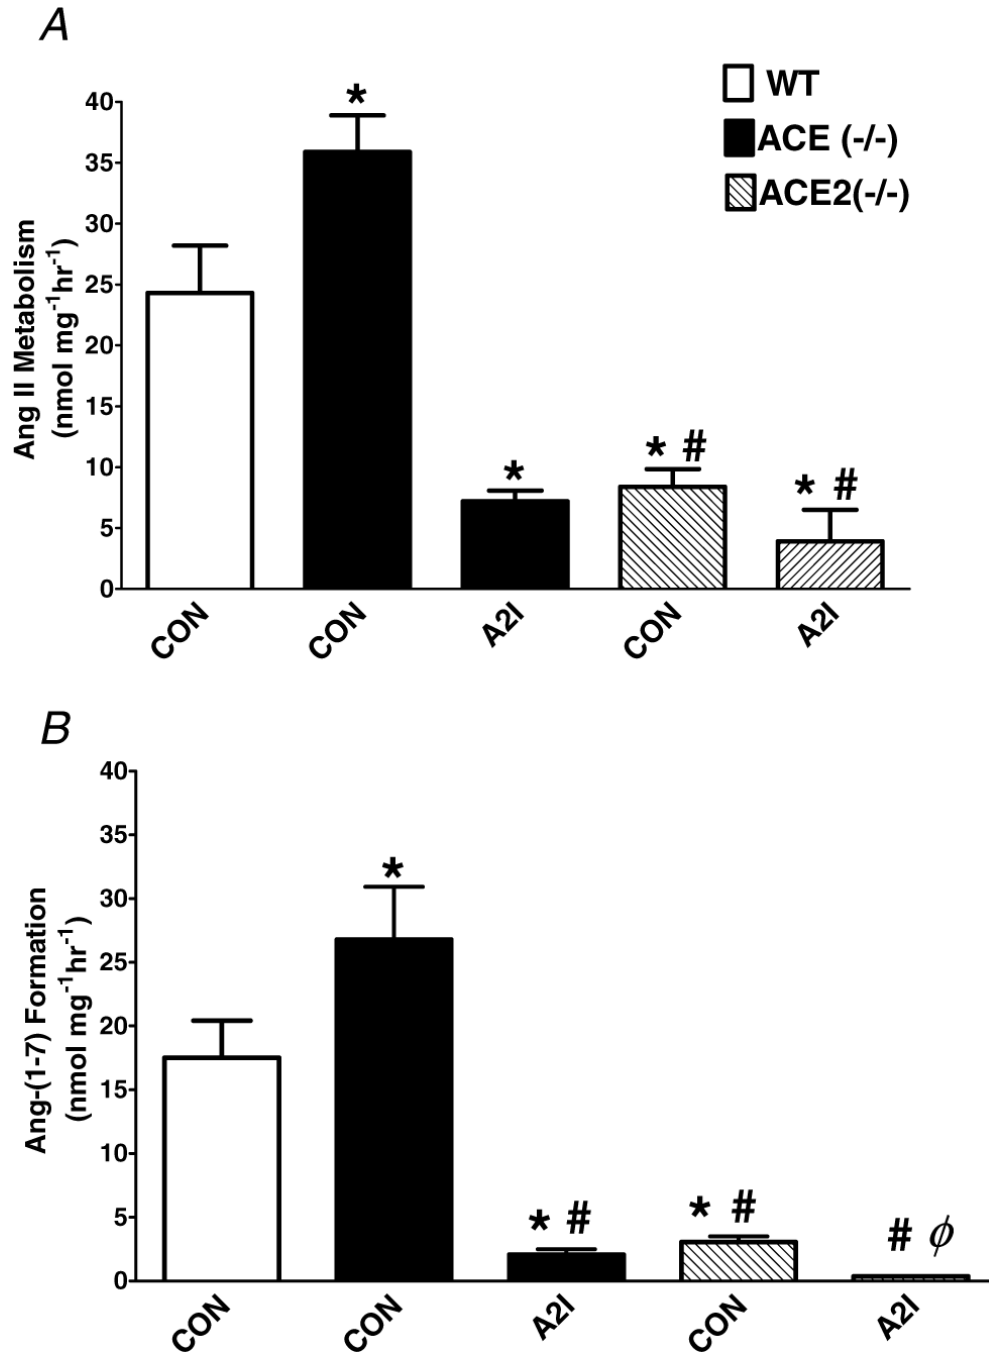 A
WT
ACE (-/-)
ACE2(-/-)
40
35
30
25
20
15
10
5
0
Ang II Metabolism
(nmol mg⁻¹hr⁻¹)
*
*
* #
* #
CON
CON
A2I
CON
A2I
B
40
35
30
25
20
15
10
5
0
Ang-(1-7) Formation
(nmol mg⁻¹hr⁻¹)
*
* #
* #
# ϕ
CON
CON
A2I
CON
A2I